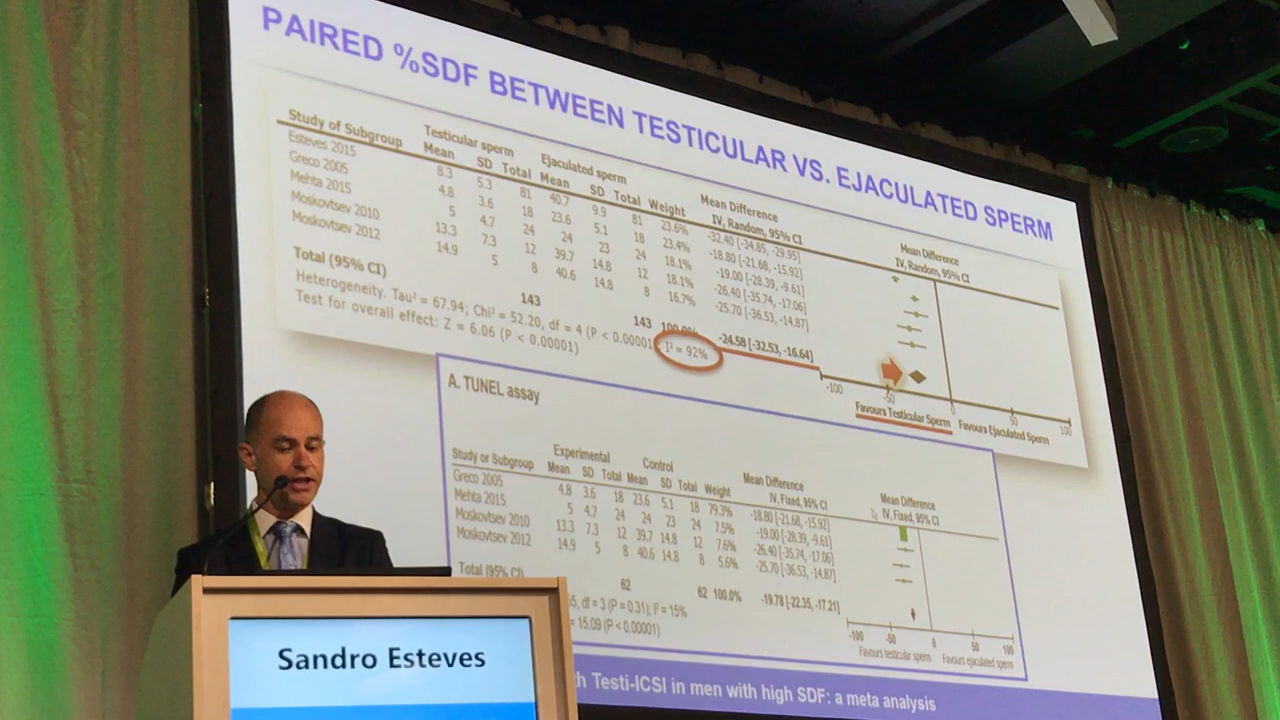 PAIRED %SDF BETWEEN TESTICULAR VS. EJACULATED SPERM
Testicular sperm Ejaculated sperm Mean Difference Mean Difference
Study of Subgroup Mean SD Total Mean SD Total Weight IV, Random, 95% CI IV, Random, 95% CI
Esteves 2015 8.3 5.3 81 40.7 9.9 81 23.6% -32.40 [-34.85, -29.95]
Greco 2005 4.8 3.6 18 23.6 5.1 18 23.4% -18.80 [-21.68, -15.92]
Mehta 2015 5 4.7 24 24 23 24 18.1% -19.00 [-28.39, -9.61]
Moskovtsev 2010 13.3 7.3 12 39.7 14.8 12 18.1% -26.40 [-35.74, -17.06]
Moskovtsev 2012 14.9 5 8 40.6 14.8 8 16.7% -25.70 [-36.53, -14.87]
Total (95% CI) 143 143 100.0% -24.58 [-32.53, -16.64]
Heterogeneity. Tau² = 67.94; Chi² = 52.20, df = 4 (P < 0.00001 I² = 92%
Test for overall effect: Z = 6.06 (P < 0.00001)
-100 -50 0 50 100
Favours Testicular Sperm Favours Ejaculated Sperm
A. TUNEL assay
Experimental Control Mean Difference Mean Difference
Study or Subgroup Mean SD Total Mean SD Total Weight IV, Fixed, 95% CI IV, Fixed, 95% CI
Greco 2005 4.8 3.6 18 23.6 5.1 18 79.3% -18.80 [-21.68, -15.92]
Mehta 2015 5 4.7 24 24 23 24 7.5% -19.00 [-28.39, -9.61]
Moskovtsev 2010 13.3 7.3 12 39.7 14.8 12 7.6% -26.40 [-35.74, -17.06]
Moskovtsev 2012 14.9 5 8 40.6 14.8 8 5.6% -25.70 [-36.53, -14.87]
Total (95% CI) 62 62 100.0% -19.78 [-22.35, -17.21]
df = 3 (P = 0.31); I² = 15%
= 15.09 (P < 0.00001)
-100 -50 0 50 100
Favours testicular sperm Favours ejaculated sperm
Testi-ICSI in men with high SDF: a meta analysis
Sandro Esteves